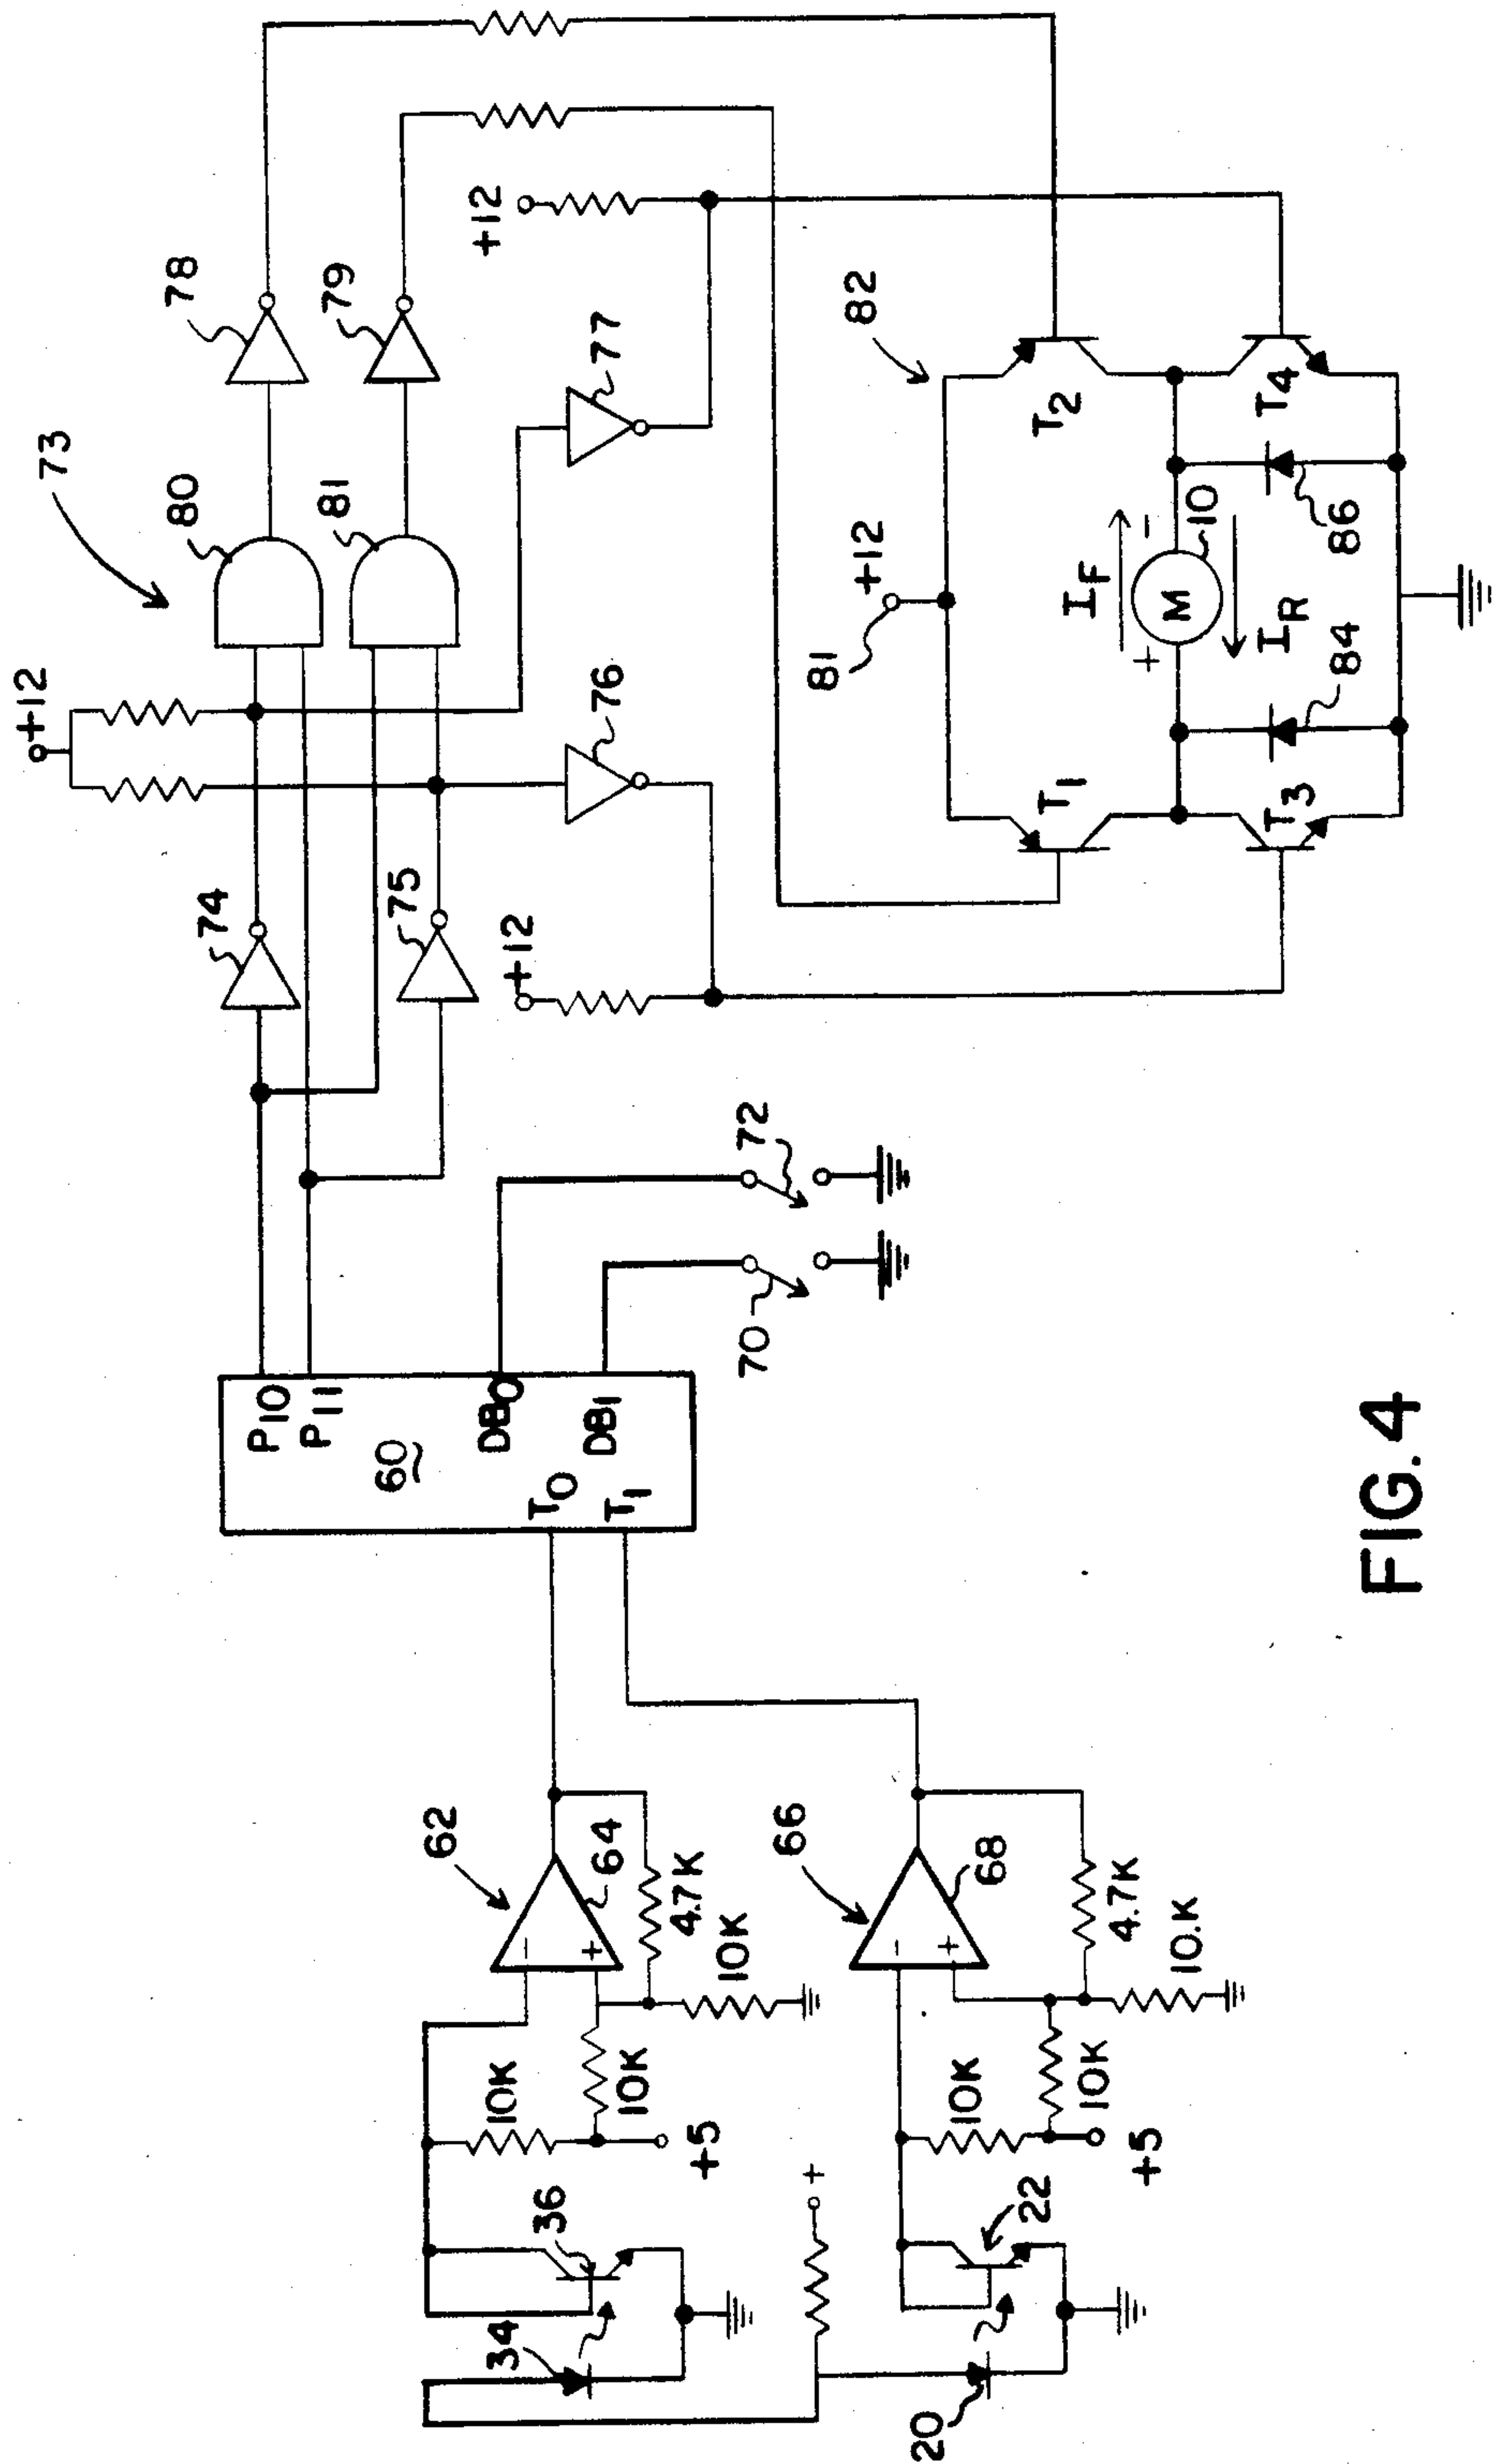 +12
73
74
80
78
75
81
79
+12
76
77
+12
P10
P11
60
DB0
DB1
T0
T1
70
72
82
81
+12
T1
T2
IF
+
M
-
10
IR
84
86
T3
T4
62
64
-
+
4.7K
10K
10K
10K
+5
34
36
+
66
68
-
+
4.7K
10.K
10K
10K
+5
20
22
FIG. 4